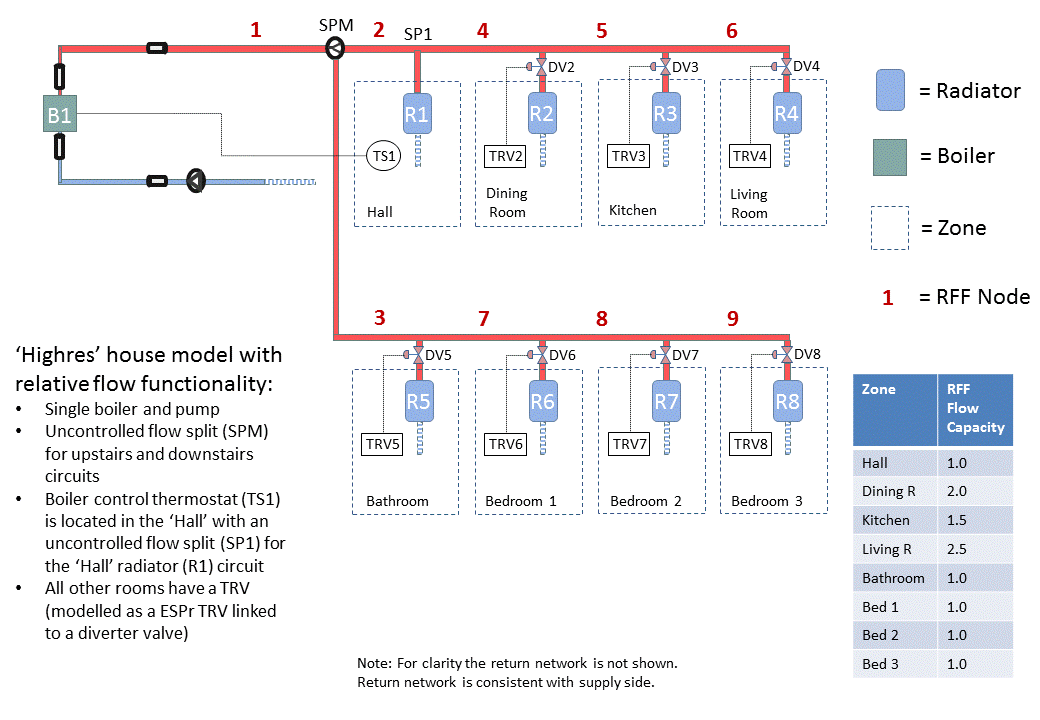 1
SPM
2
SP1
4
5
6
DV2
DV3
DV4
B1
R1
R2
R3
R4
TS1
TRV2
TRV3
TRV4
Hall
Dining
Room
Kitchen
Living
Room
= Radiator
= Boiler
= Zone
1 = RFF Node
3
7
8
9
DV5
DV6
DV7
DV8
R5
R6
R7
R8
TRV5
TRV6
TRV7
TRV8
Bathroom
Bedroom 1
Bedroom 2
Bedroom 3
‘Highres’ house model with
relative flow functionality:
• Single boiler and pump
• Uncontrolled flow split (SPM)
for upstairs and downstairs
circuits
• Boiler control thermostat (TS1)
is located in the ‘Hall’ with an
uncontrolled flow split (SP1) for
the ‘Hall’ radiator (R1) circuit
• All other rooms have a TRV
(modelled as a ESPr TRV linked
to a diverter valve)
Zone RFF
Flow
Capacity
Hall 1.0
Dining R 2.0
Kitchen 1.5
Living R 2.5
Bathroom 1.0
Bed 1 1.0
Bed 2 1.0
Bed 3 1.0
Note: For clarity the return network is not shown.
Return network is consistent with supply side.